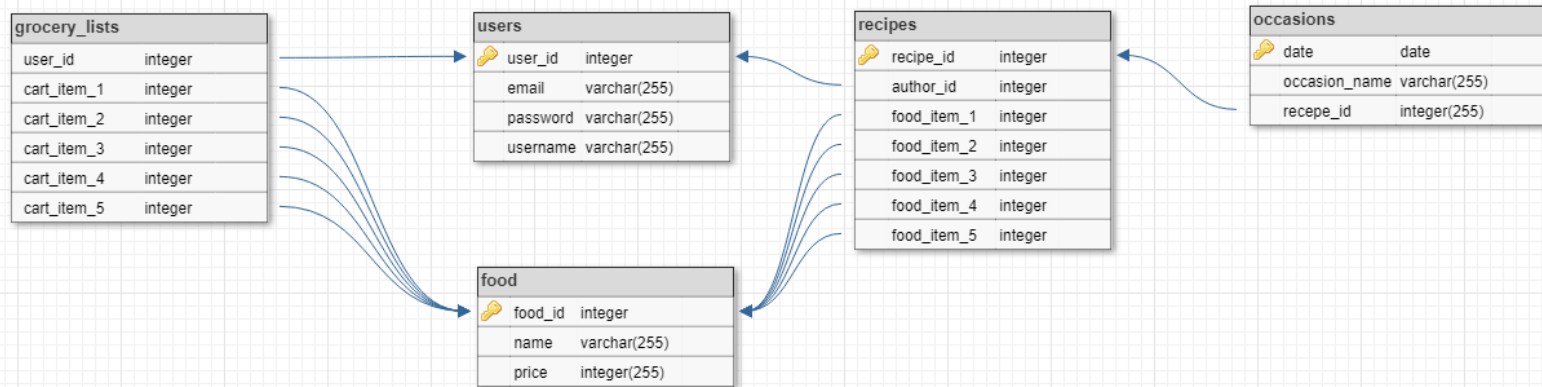 grocery_lists
user_id integer
cart_item_1 integer
cart_item_2 integer
cart_item_3 integer
cart_item_4 integer
cart_item_5 integer
users
user_id integer
email varchar(255)
password varchar(255)
username varchar(255)
recipes
recipe_id integer
author_id integer
food_item_1 integer
food_item_2 integer
food_item_3 integer
food_item_4 integer
food_item_5 integer
occasions
date date
occasion_name varchar(255)
recepe_id integer(255)
food
food_id integer
name varchar(255)
price integer(255)